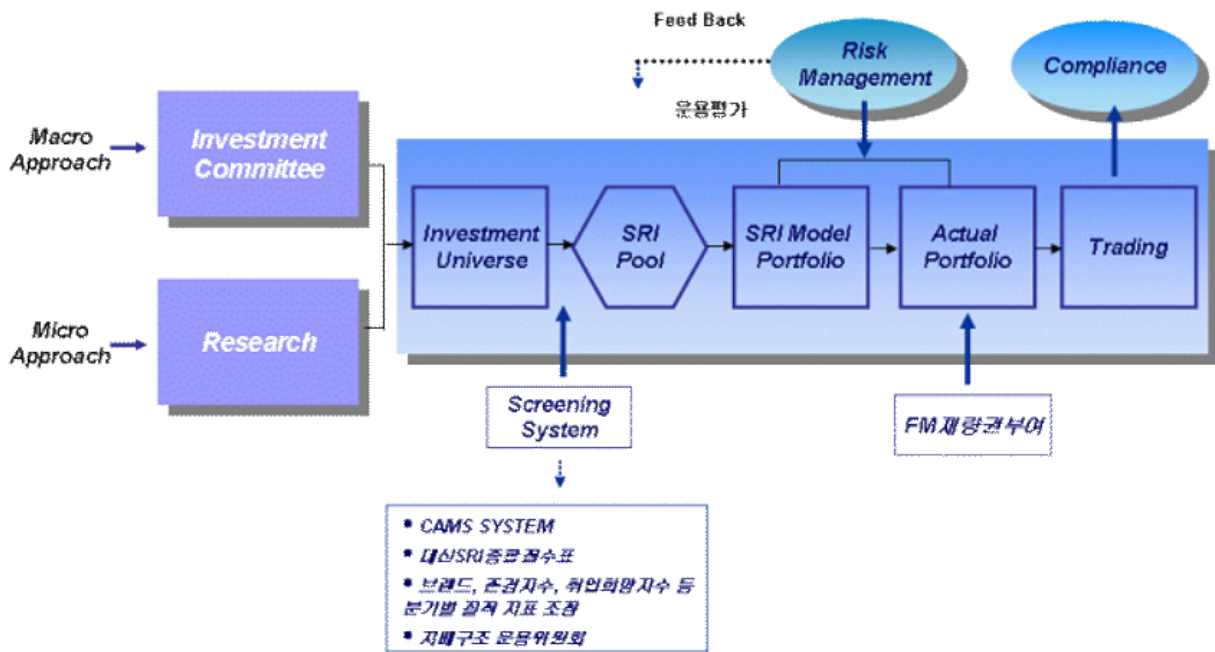 Feed Back
Risk
Management
Compliance
운용평가
Macro
Approach
Investment
Committee
Investment
Universe
SRI
Pool
SRI Model
Portfolio
Actual
Portfolio
Trading
Micro
Approach
Research
Screening
System
FM재량권부여
• CAMS SYSTEM
• 대신SRI종합점수표
• 브랜드, 존경지수, 취업희망지수 등
분기별 질적 지표 조정
• 지배구조 운용위원회